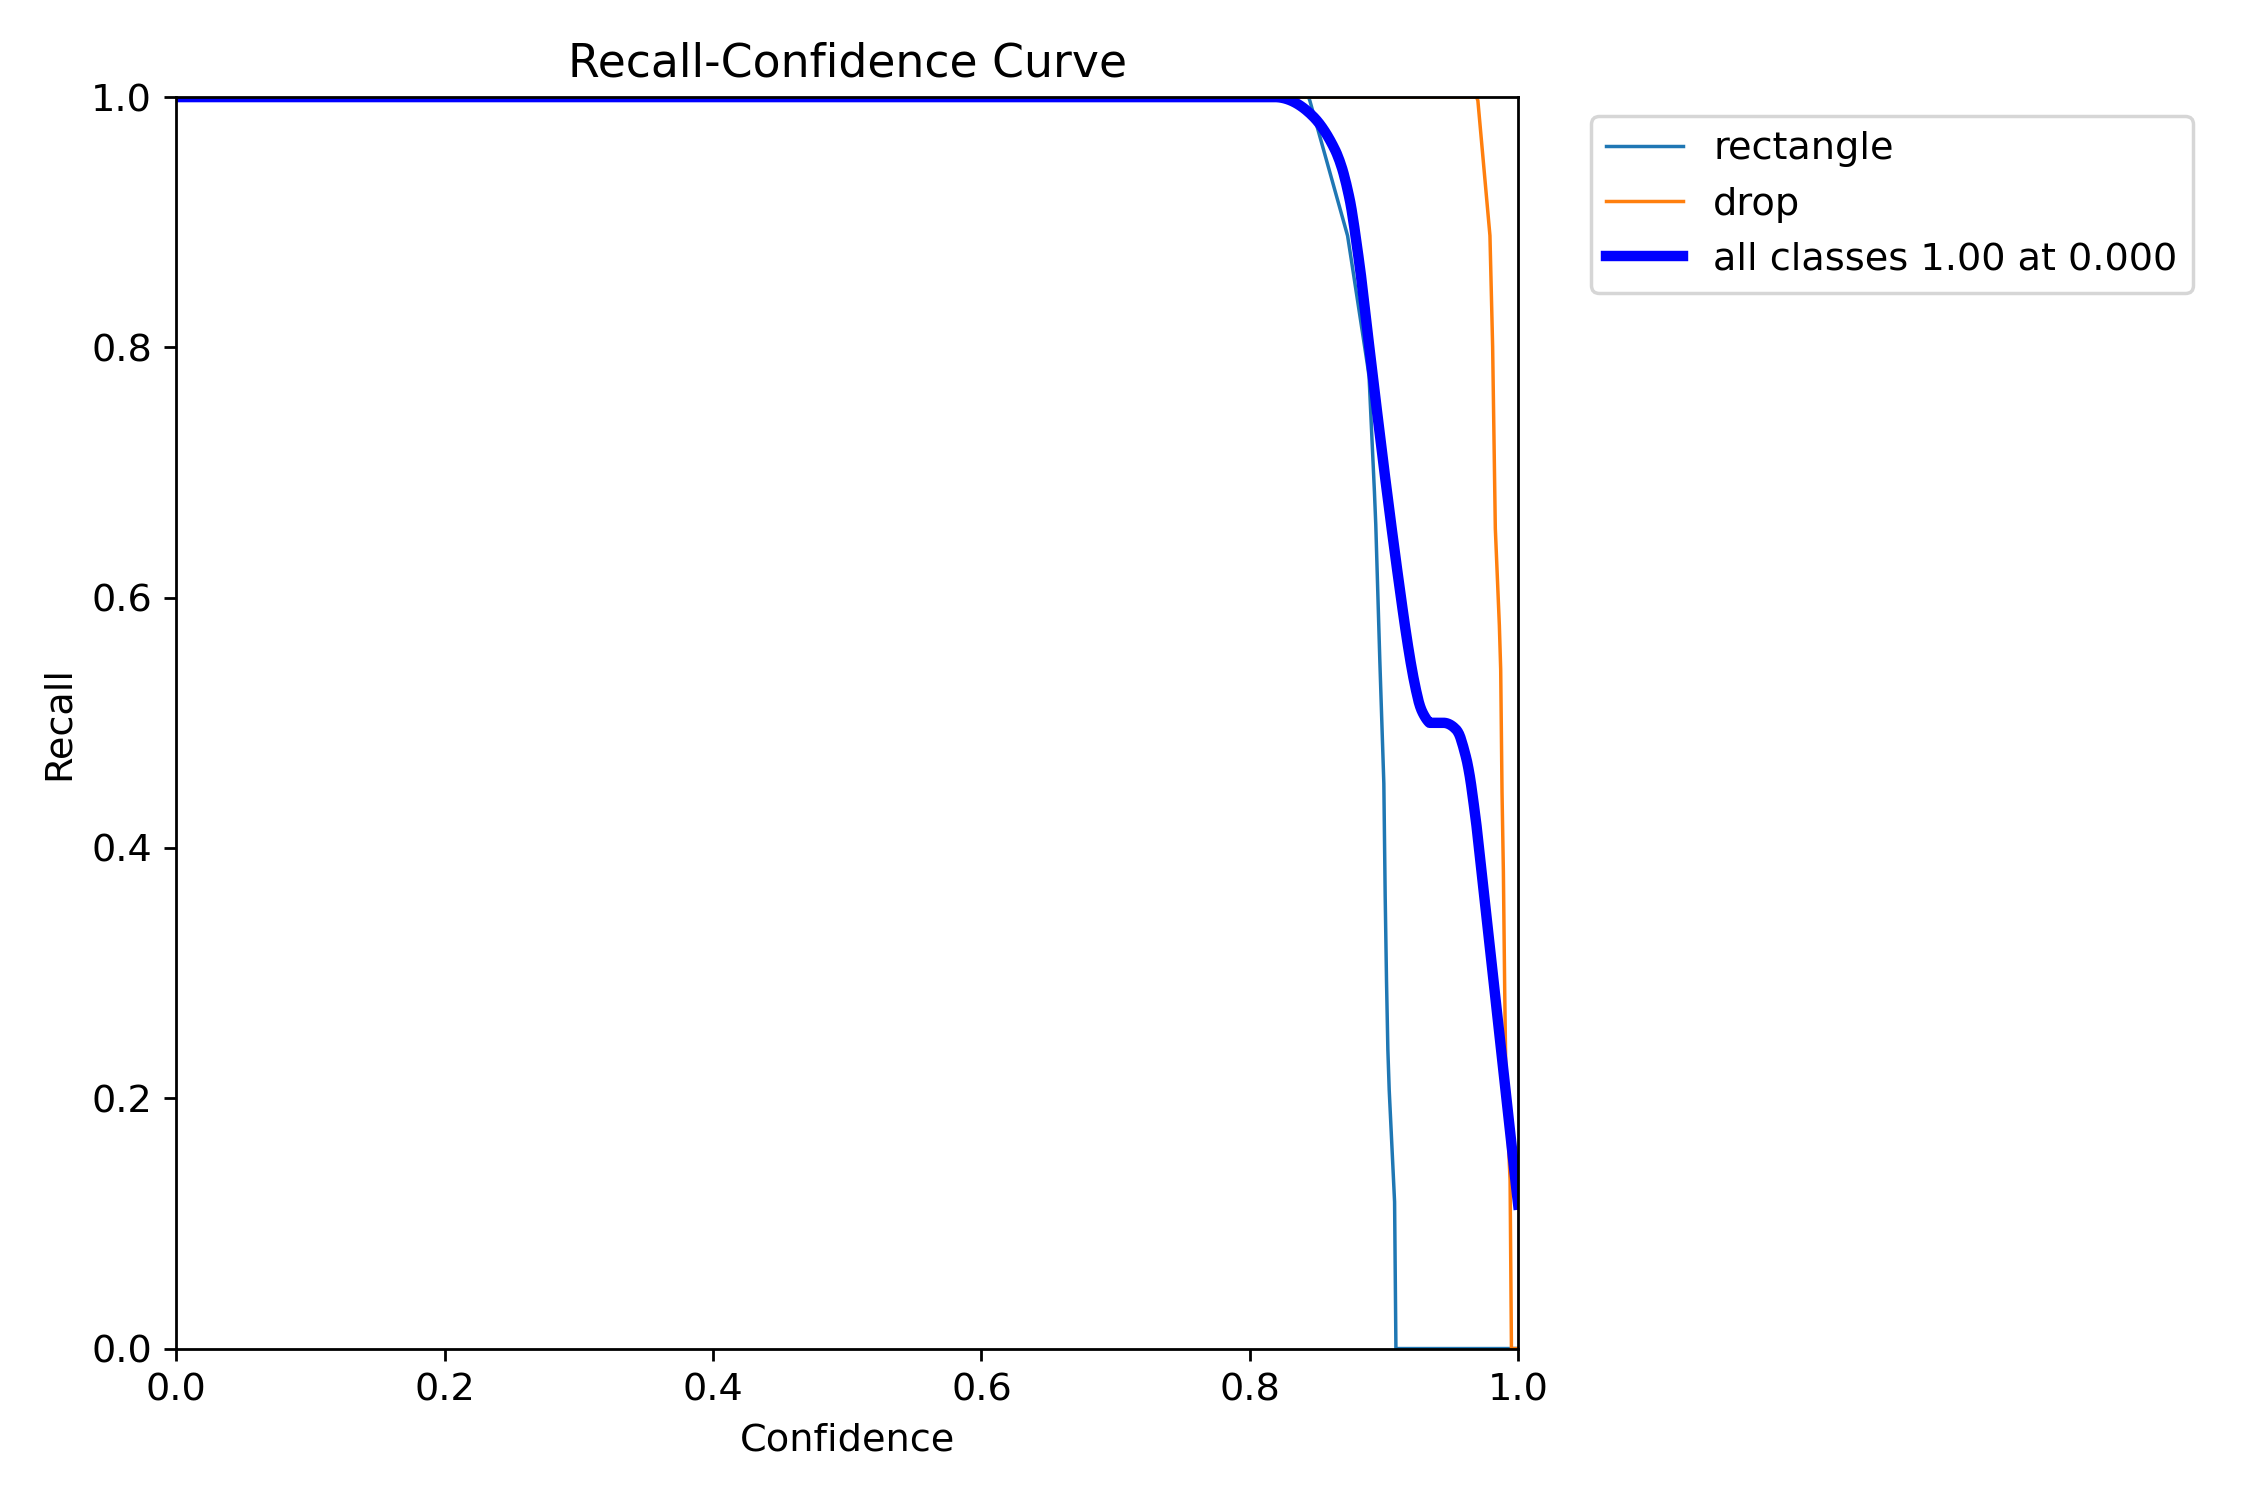 Recall-Confidence Curve
1.0
0.8
0.6
0.4
0.2
0.0
Recall
0.0 0.2 0.4 0.6 0.8 1.0
Confidence
rectangle
drop
all classes 1.00 at 0.000